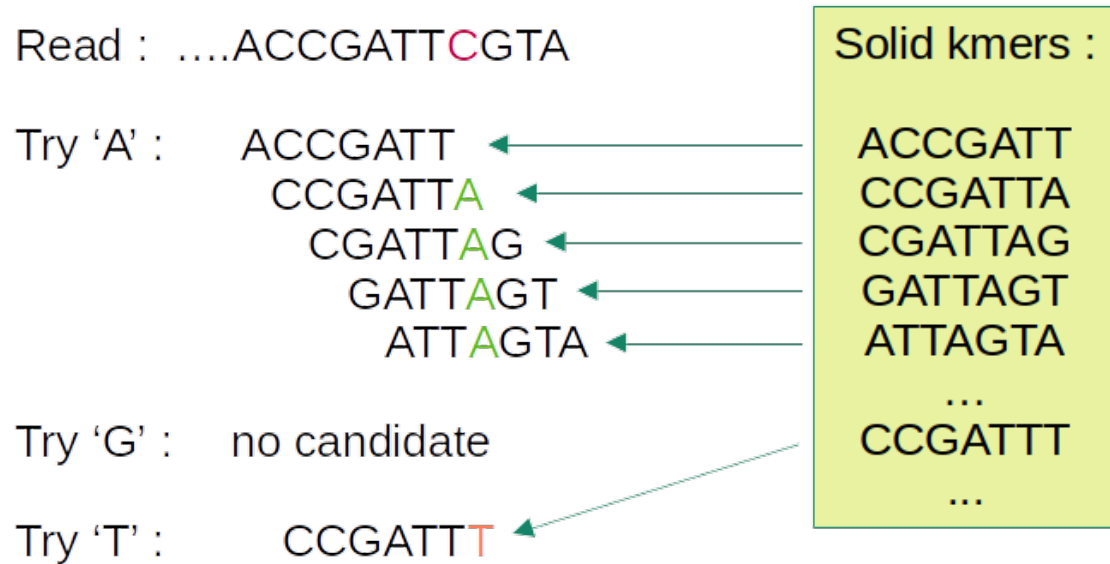 Read : ....ACCGATTCGTA
Try ‘A’ : ACCGATT
CCGATTA
CGATTAG
GATTAGT
ATTAGTA
Try ‘G’ : no candidate
Try ‘T’ : CCGATTT
Solid kmers :
ACCGATT
CCGATTA
CGATTAG
GATTAGT
ATTAGTA
...
CCGATTT
...